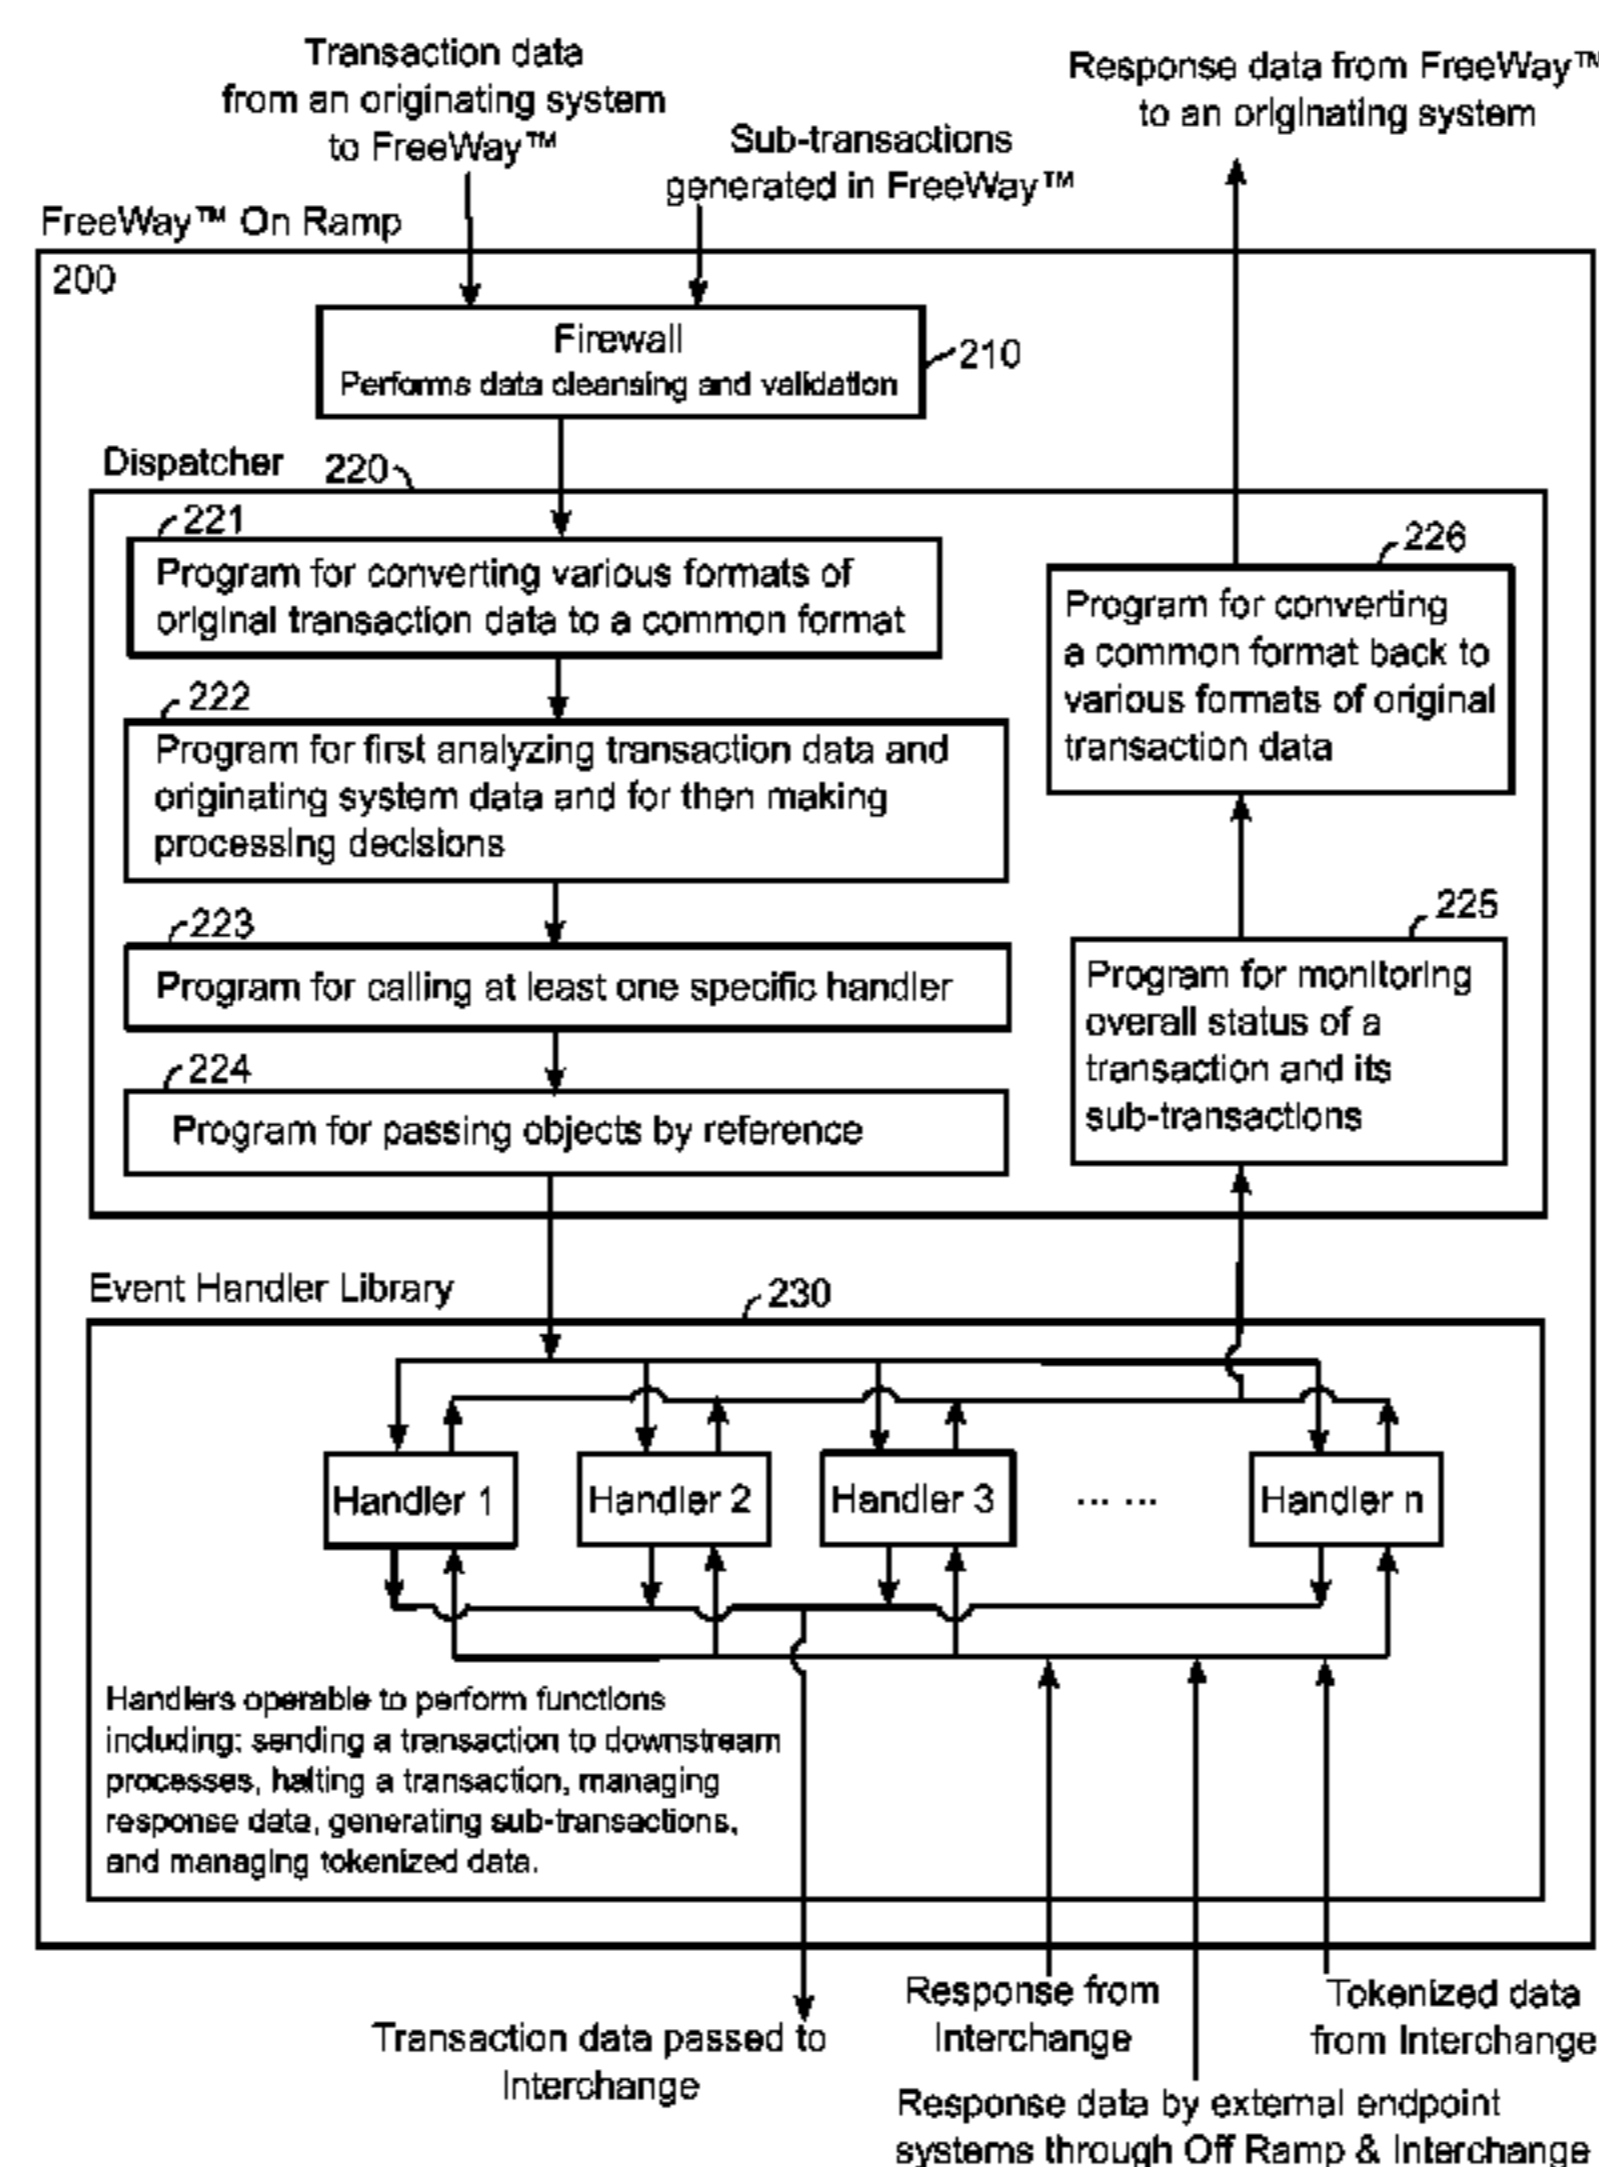 Transaction data
from an originating system
to FreeWay™
Sub-transactions
generated in FreeWay™
Response data from FreeWay™
to an originating system
FreeWay™ On Ramp
200
Firewall
Performs data cleansing and validation
210
Dispatcher
220
221
Program for converting various formats of
original transaction data to a common format
222
Program for first analyzing transaction data and
originating system data and for then making
processing decisions
223
Program for calling at least one specific handler
224
Program for passing objects by reference
226
Program for converting
a common format back to
various formats of original
transaction data
225
Program for monitoring
overall status of a
transaction and its
sub-transactions
Event Handler Library
230
Handler 1
Handler 2
Handler 3
... ...
Handler n
Handlers operable to perform functions
including: sending a transaction to downstream
processes, halting a transaction, managing
response data, generating sub-transactions,
and managing tokenized data.
Transaction data passed to
Interchange
Response from
Interchange
Tokenized data
from Interchange
Response data by external endpoint
systems through Off Ramp & Interchange